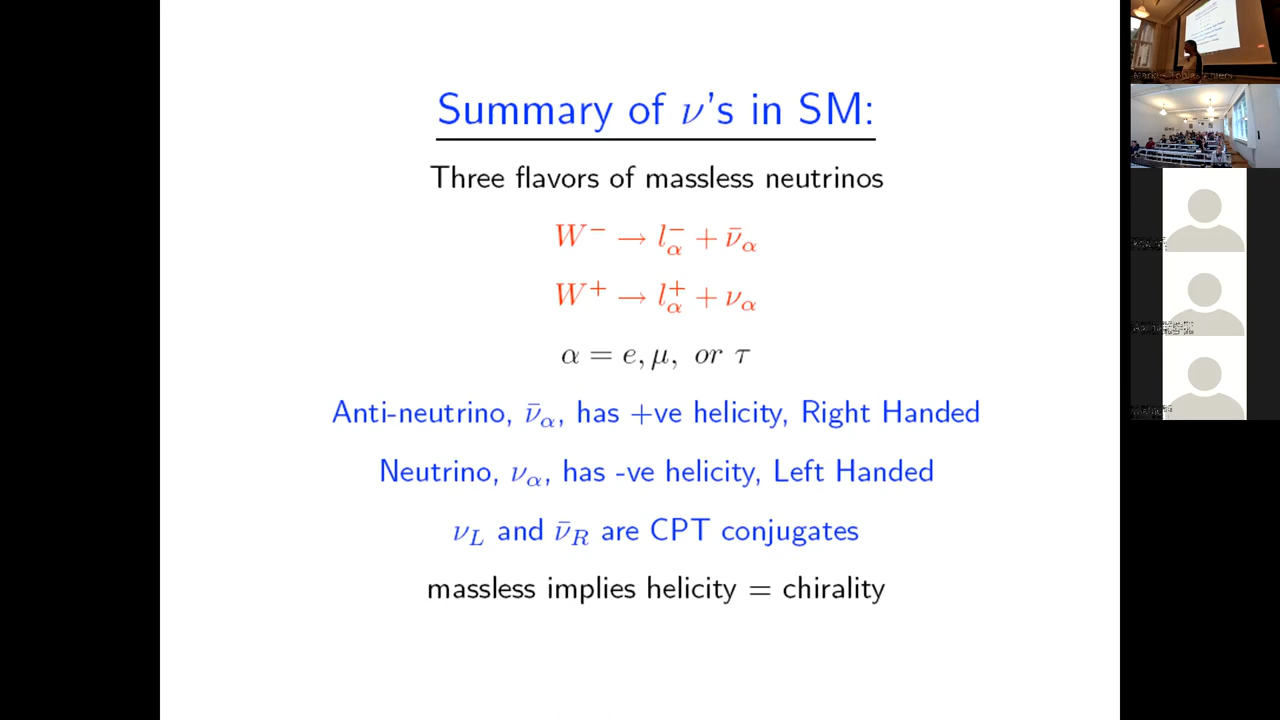 Summary of ν's in SM:
Three flavors of massless neutrinos
W⁻ → l⁻_α + ν̄_α
W⁺ → l⁺_α + ν_α
α = e, μ, or τ
Anti-neutrino, ν̄_α, has +ve helicity, Right Handed
Neutrino, ν_α, has -ve helicity, Left Handed
ν_L and ν̄_R are CPT conjugates
massless implies helicity = chirality